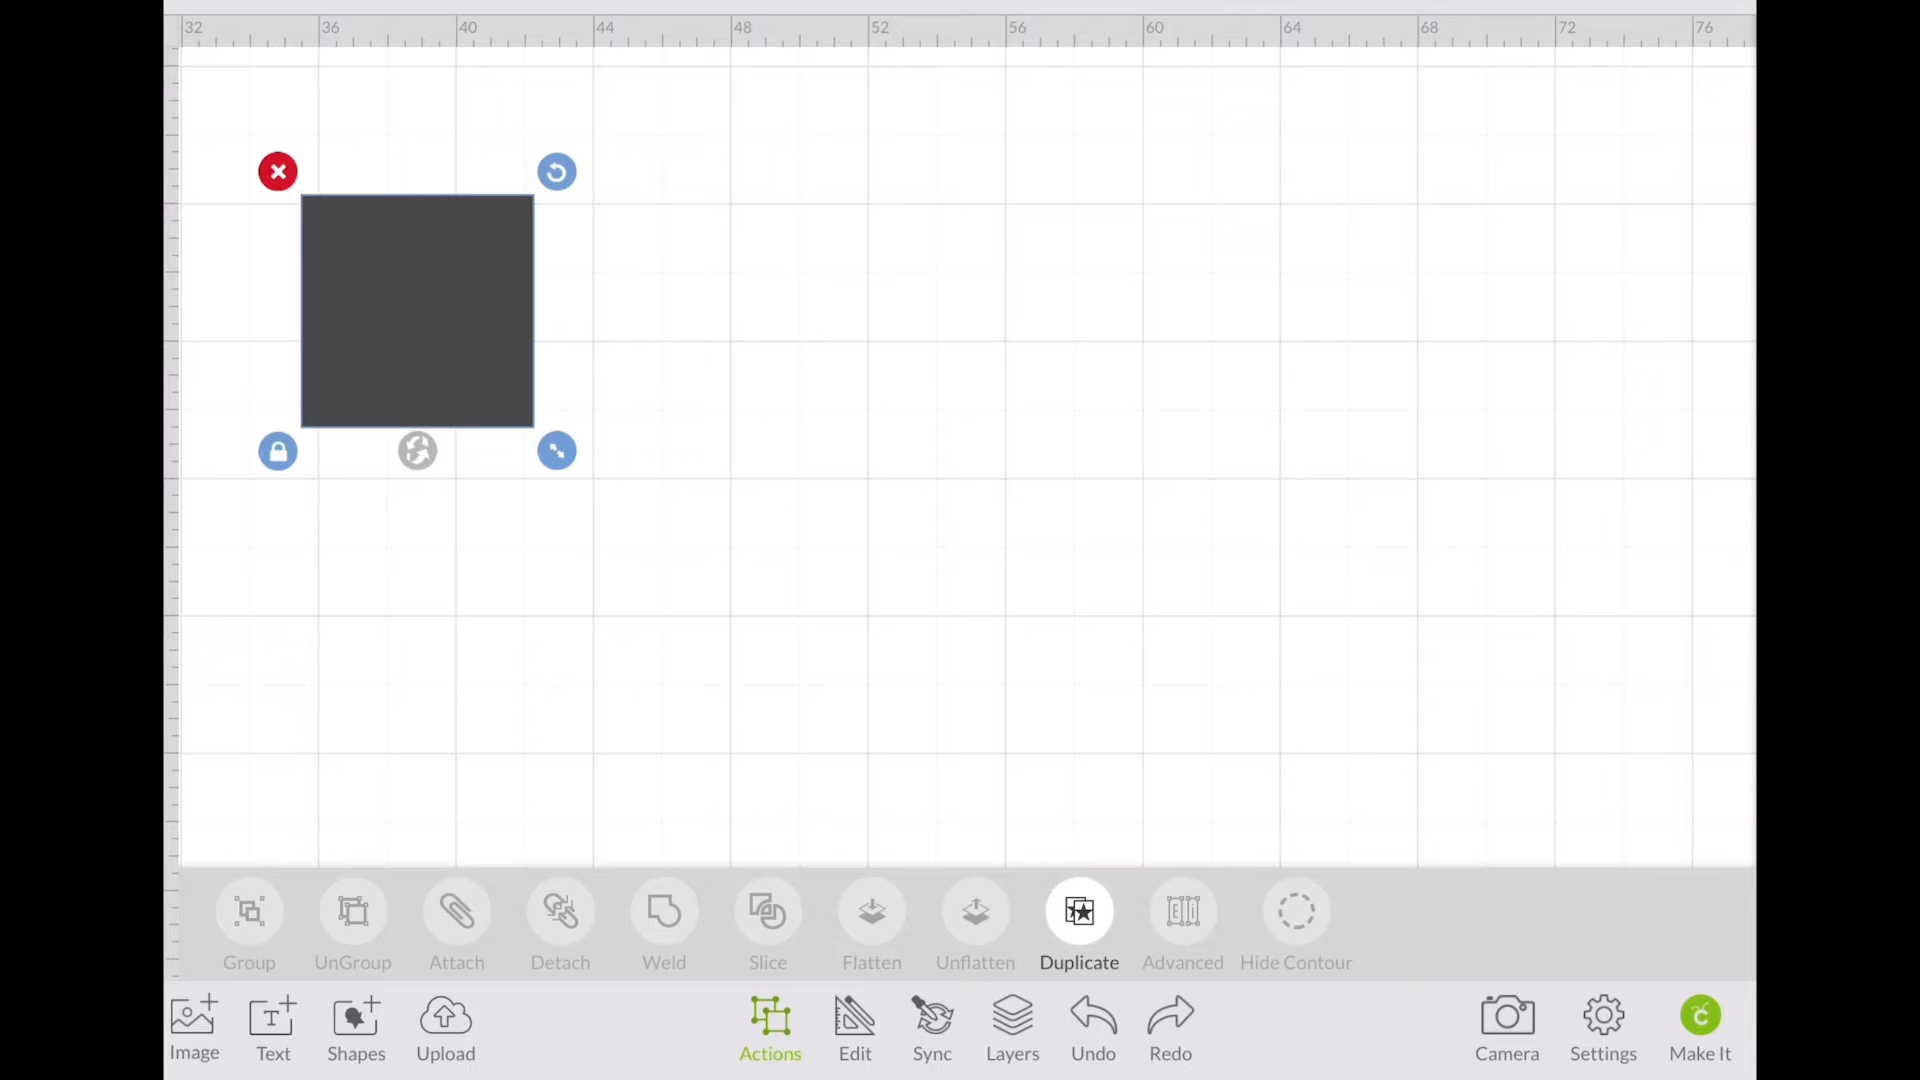 32 36 40 44 48 52 56 60 64 68 72 76
Group UnGroup Attach Detach Weld Slice Flatten Unflatten Duplicate Advanced Hide Contour
Image Text Shapes Upload Actions Edit Sync Layers Undo Redo Camera Settings Make It